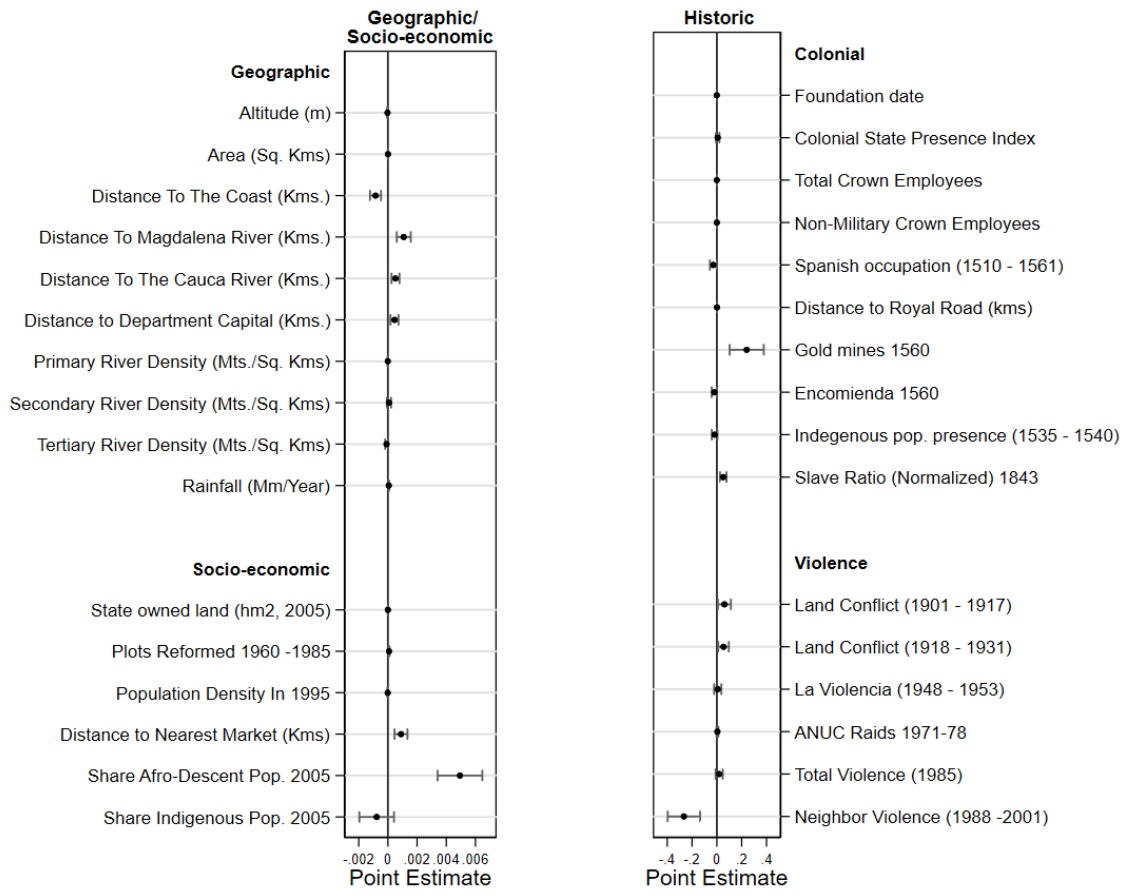 Geographic/
Socio-economic
Geographic
Altitude (m)
Area (Sq. Kms)
Distance To The Coast (Kms.)
Distance To Magdalena River (Kms.)
Distance To The Cauca River (Kms.)
Distance to Department Capital (Kms.)
Primary River Density (Mts./Sq. Kms)
Secondary River Density (Mts./Sq. Kms)
Tertiary River Density (Mts./Sq. Kms)
Rainfall (Mm/Year)
Socio-economic
State owned land (hm2, 2005)
Plots Reformed 1960 -1985
Population Density In 1995
Distance to Nearest Market (Kms)
Share Afro-Descent Pop. 2005
Share Indigenous Pop. 2005
-.002 0 .002 .004 .006
Point Estimate
Historic
Colonial
Foundation date
Colonial State Presence Index
Total Crown Employees
Non-Military Crown Employees
Spanish occupation (1510 - 1561)
Distance to Royal Road (kms)
Gold mines 1560
Encomienda 1560
Indegenous pop. presence (1535 - 1540)
Slave Ratio (Normalized) 1843
Violence
Land Conflict (1901 - 1917)
Land Conflict (1918 - 1931)
La Violencia (1948 - 1953)
ANUC Raids 1971-78
Total Violence (1985)
Neighbor Violence (1988 -2001)
-.4 -.2 0 .2 .4
Point Estimate